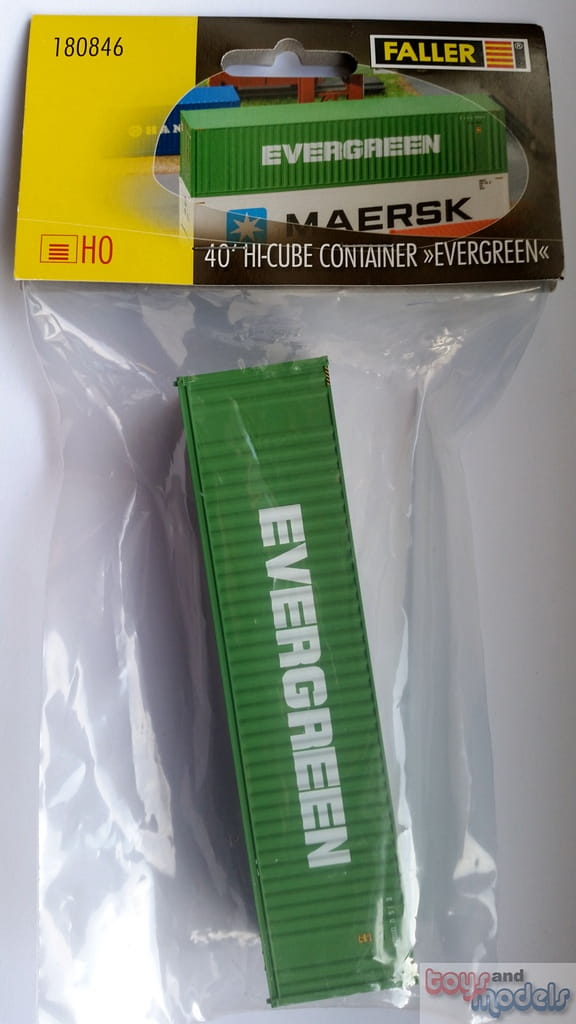 180846
FALLER
EVERGREEN
MAERSK
H0
40' HI-CUBE CONTAINER »EVERGREEN«
EVERGREEN
toys and models